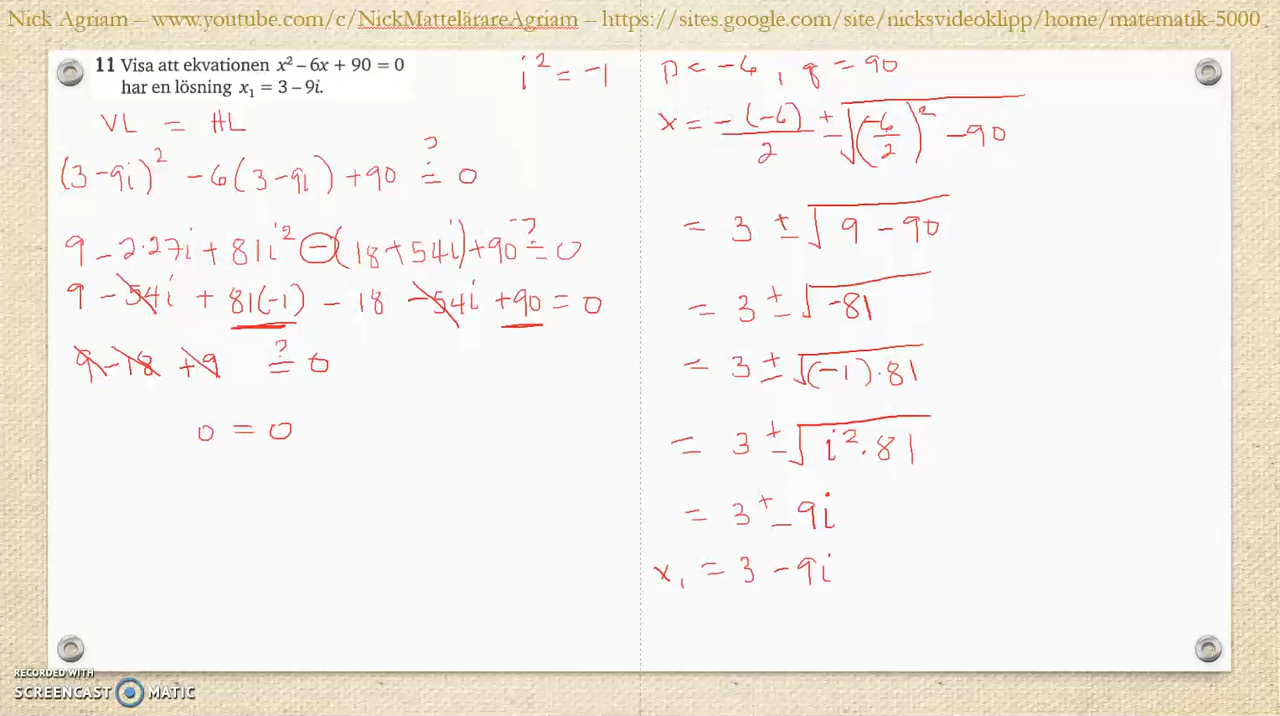 Nick Agriam – www.youtube.com/c/NickMattelärareAgriam – https://sites.google.com/site/nicksvideoklipp/home/matematik-5000
11 Visa att ekvationen x² – 6x + 90 = 0
har en lösning x₁ = 3 – 9i.
i² = -1
VL = HL
(3-9i)² -6(3-9i) +90 ≟ 0
9 - 2·27i + 81i² -(18+54i)+90 ≟ 0
9 - 54i + 81(-1) - 18 - 54i +90 = 0
9 - 18 + 9 ≟ 0
0 = 0
p = -6, q = 90
x = -(-6)/2 ± √((-6/2)² - 90)
= 3 ± √(9 - 90)
= 3 ± √(-81)
= 3 ± √((-1)·81)
= 3 ± √(i²·81)
= 3 ± 9i
x₁ = 3 - 9i
RECORDED WITH
SCREENCAST MATIC